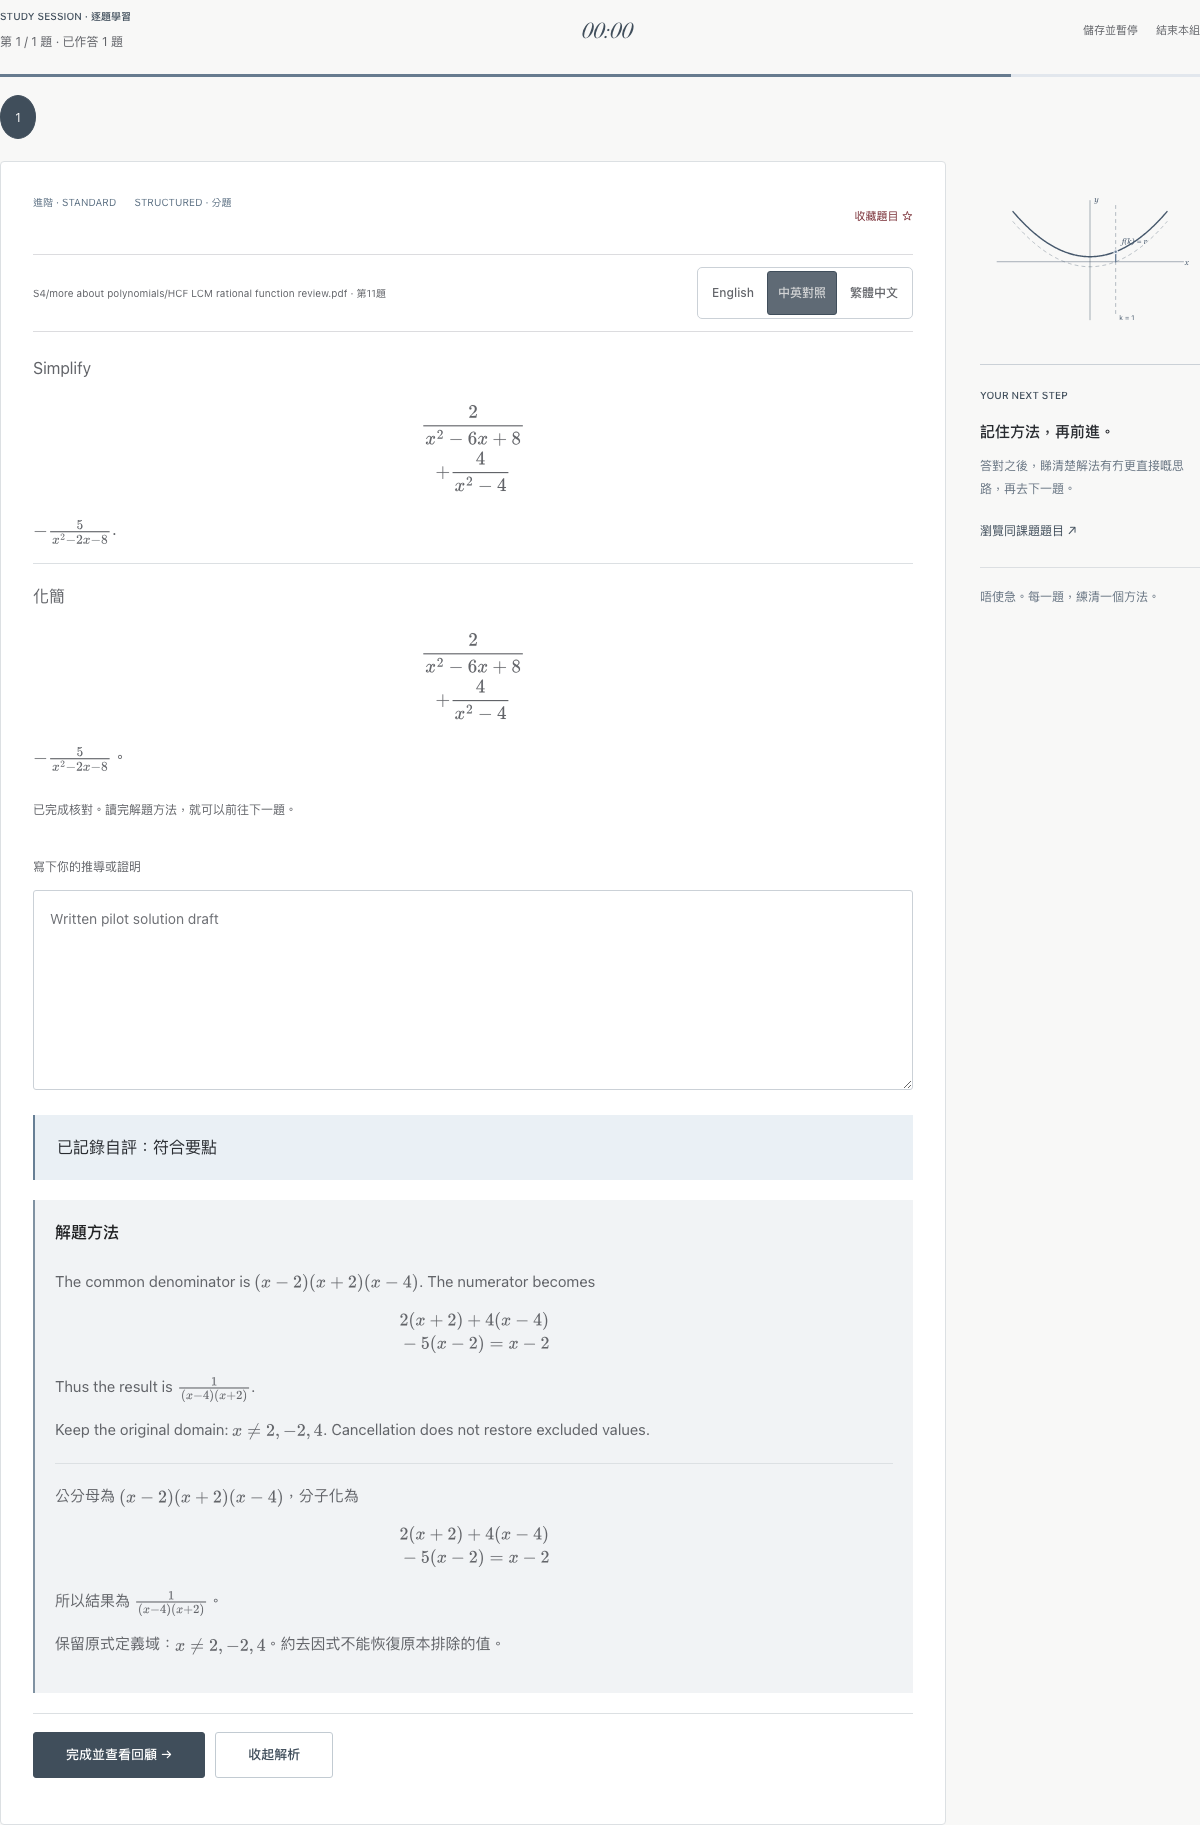 STUDY SESSION · 逐題學習
第 1 / 1 題 · 已作答 1 題
00:00
儲存並暫停 結束本組
1
進階 · STANDARD STRUCTURED · 分題
收藏題目 ☆
S4/more about polynomials/HCF LCM rational function review.pdf · 第11題
English 中英對照 繁體中文
Simplify
2
x² − 6x + 8
+ 4
x² − 4
− 5
x²−2x−8 .
化簡
2
x² − 6x + 8
+ 4
x² − 4
− 5
x²−2x−8 。
已完成核對。讀完解題方法，就可以前往下一題。
寫下你的推導或證明
Written pilot solution draft
已記錄自評：符合要點
解題方法
The common denominator is (x − 2)(x + 2)(x − 4). The numerator becomes
2(x + 2) + 4(x − 4)
− 5(x − 2) = x − 2
Thus the result is 1/((x−4)(x+2)).
Keep the original domain: x ≠ 2, −2, 4. Cancellation does not restore excluded values.
公分母為 (x − 2)(x + 2)(x − 4)，分子化為
2(x + 2) + 4(x − 4)
− 5(x − 2) = x − 2
所以結果為 1/((x−4)(x+2)) 。
保留原式定義域：x ≠ 2, −2, 4。約去因式不能恢復原本排除的值。
完成並查看回顧 → 收起解析
y
f(k) = r
x
k = 1
YOUR NEXT STEP
記住方法，再前進。
答對之後，睇清楚解法有冇更直接嘅思
路，再去下一題。
瀏覽同課題題目 ↗
唔使急。每一題，練清一個方法。